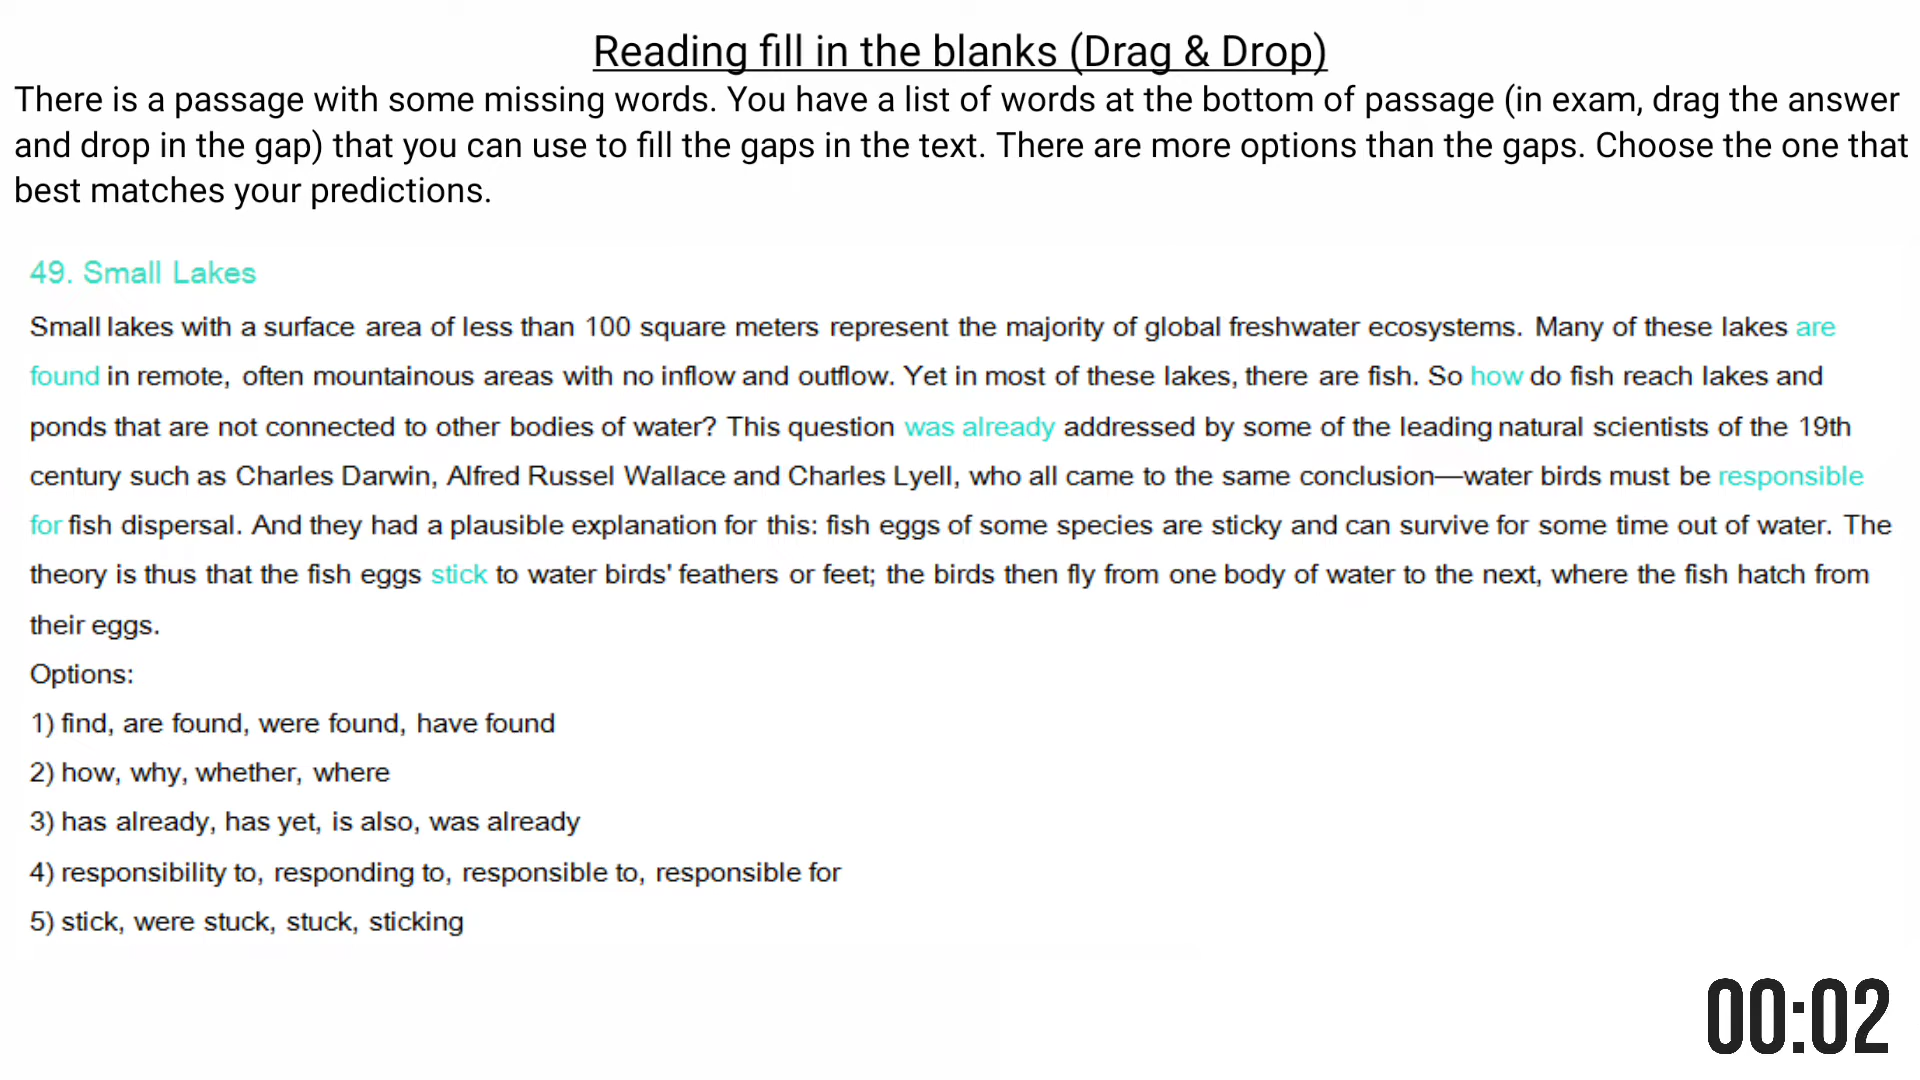 Reading fill in the blanks (Drag & Drop)
There is a passage with some missing words. You have a list of words at the bottom of passage (in exam, drag the answer
and drop in the gap) that you can use to fill the gaps in the text. There are more options than the gaps. Choose the one that
best matches your predictions.
49. Small Lakes
Small lakes with a surface area of less than 100 square meters represent the majority of global freshwater ecosystems. Many of these lakes are
found in remote, often mountainous areas with no inflow and outflow. Yet in most of these lakes, there are fish. So how do fish reach lakes and
ponds that are not connected to other bodies of water? This question was already addressed by some of the leading natural scientists of the 19th
century such as Charles Darwin, Alfred Russel Wallace and Charles Lyell, who all came to the same conclusion—water birds must be responsible
for fish dispersal. And they had a plausible explanation for this: fish eggs of some species are sticky and can survive for some time out of water. The
theory is thus that the fish eggs stick to water birds' feathers or feet; the birds then fly from one body of water to the next, where the fish hatch from
their eggs.
Options:
1) find, are found, were found, have found
2) how, why, whether, where
3) has already, has yet, is also, was already
4) responsibility to, responding to, responsible to, responsible for
5) stick, were stuck, stuck, sticking
00:02